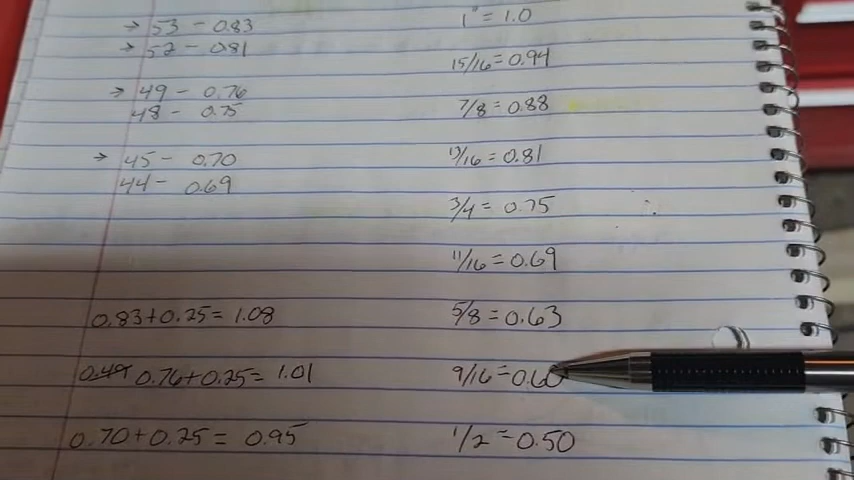 → 53 - 0.83
→ 52 - 0.81
→ 49 - 0.76
48 - 0.75
→ 45 - 0.70
44 - 0.69
0.83+0.25= 1.08
0.49 0.76+0.25= 1.01
0.70+0.25= 0.95
1" = 1.0
15/16=0.94
7/8=0.88
13/16=0.81
3/4= 0.75
11/16=0.69
5/8=0.63
9/16=0.60
1/2=0.50